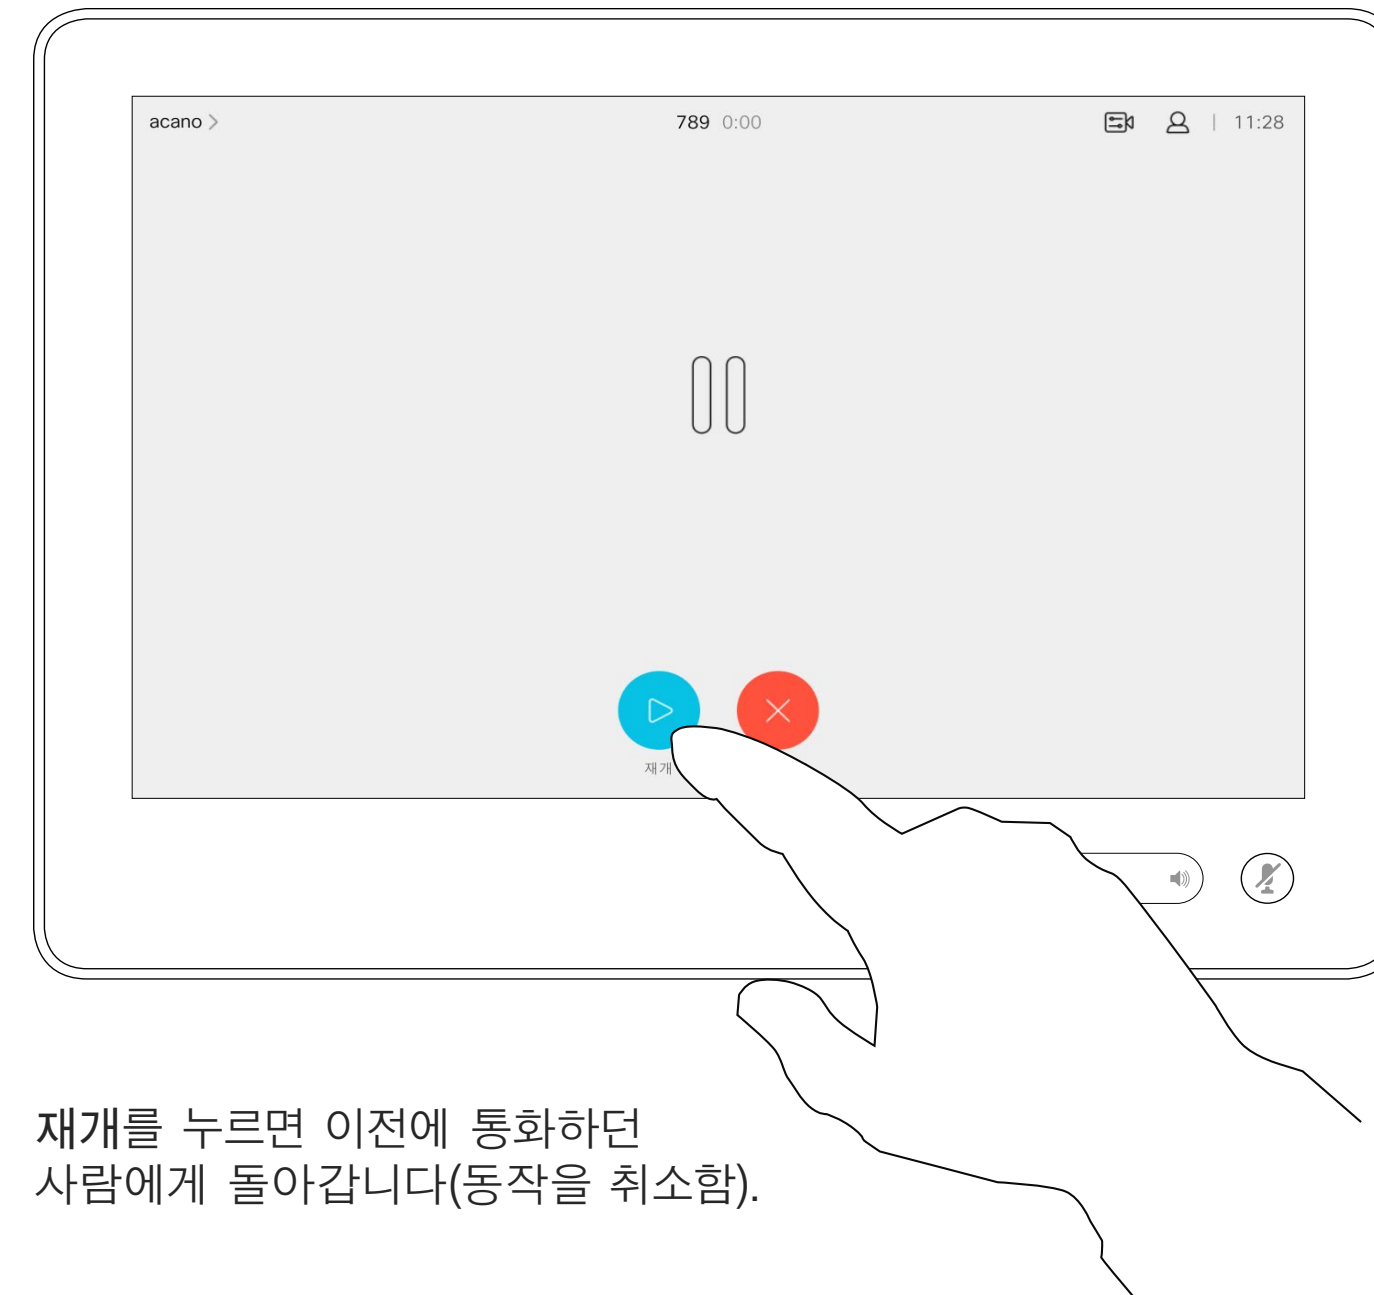 acano
789 0:00
11:28
재개
재개를 누르면 이전에 통화하던
사람에게 돌아갑니다(동작을 취소함).